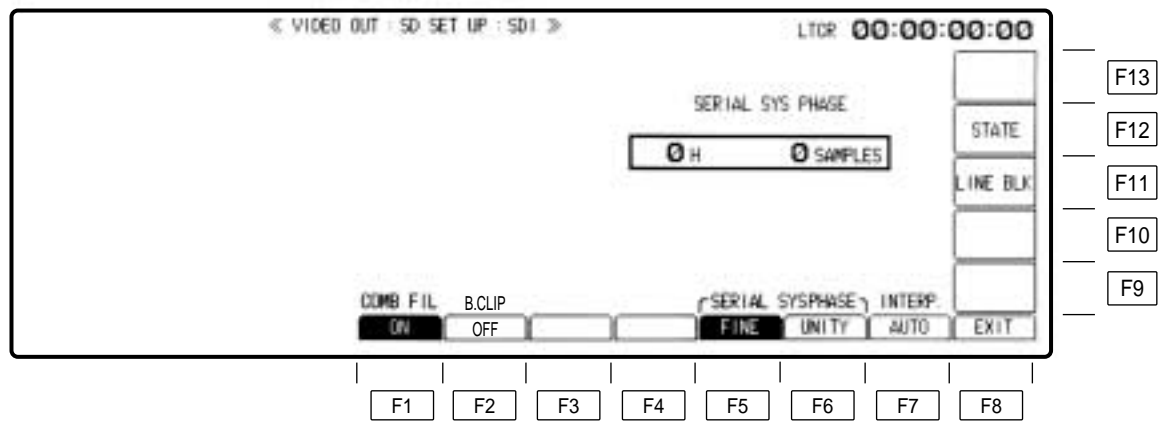 ≪ VIDEO OUT : SD SET UP : SDI ≫ LTCR 00:00:00:00
F13
SERIAL SYS PHASE
STATE F12
0 H 0 SAMPLES
LINE BLK F11
F10
F9
COMB FIL B.CLIP SERIAL SYSPHASE INTERP.
ON OFF FINE UNITY AUTO EXIT
F1 F2 F3 F4 F5 F6 F7 F8